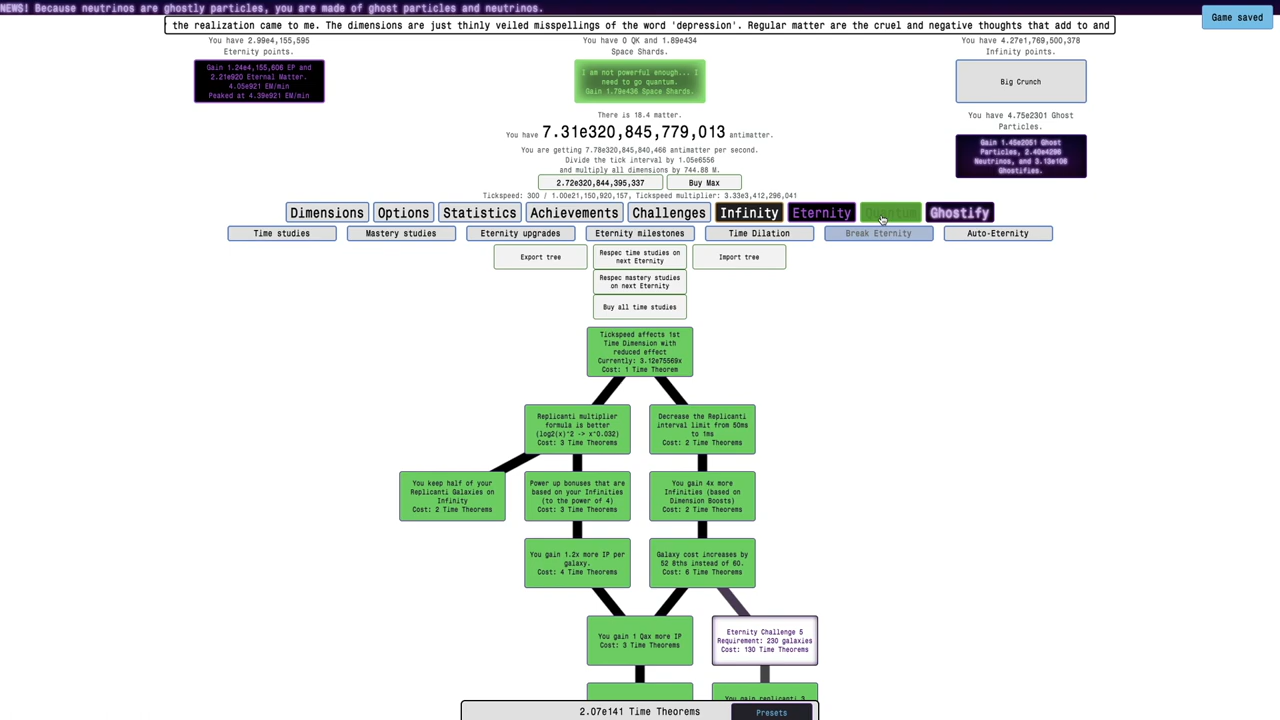 NEWS! Because neutrinos are ghostly particles, you are made of ghost particles and neutrinos.
the realization came to me. The dimensions are just thinly veiled misspellings of the word 'depression'. Regular matter are the cruel and negative thoughts that add to and
Game saved
You have 2.99e4,155,595
Eternity points.
Gain 1.24e4,155,606 EP and
2.21e920 Eternal Matter.
4.05e921 EM/min
Peaked at 4.39e921 EM/min
You have 0 QK and 1.89e434
Space Shards.
I am not powerful enough... I
need to go quantum.
Gain 1.79e436 Space Shards.
You have 4.27e1,769,500,378
Infinity points.
Big Crunch
There is 18.4 matter.
You have 7.31e320,845,779,013 antimatter.
You have 4.75e2301 Ghost
Particles.
Gain 1.45e2051 Ghost
Particles, 2.40e4296
Neutrinos, and 3.13e106
Ghostifies.
You are getting 7.78e320,845,840,466 antimatter per second.
Divide the tick interval by 1.05e6556
and multiply all dimensions by 744.88 M.
2.72e320,844,395,337
Buy Max
Tickspeed: 300 / 1.00e21,150,920,157, Tickspeed multiplier: 3.33e3,412,296,041
Dimensions
Options
Statistics
Achievements
Challenges
Infinity
Eternity
Quantum
Ghostify
Time studies
Mastery studies
Eternity upgrades
Eternity milestones
Time Dilation
Break Eternity
Auto-Eternity
Export tree
Respec time studies on
next Eternity
Import tree
Respec mastery studies
on next Eternity
Buy all time studies
Tickspeed affects 1st
Time Dimension with
reduced effect
Currently: 3.12e75569x
Cost: 1 Time Theorem
Replicanti multiplier
formula is better
(log2(x)^2 -> x^0.032)
Cost: 3 Time Theorems
Decrease the Replicanti
interval limit from 50ms
to 1ms
Cost: 2 Time Theorems
You keep half of your
Replicanti Galaxies on
Infinity
Cost: 2 Time Theorems
Power up bonuses that are
based on your Infinities
(to the power of 4)
Cost: 3 Time Theorems
You gain 4x more
Infinities (based on
Dimension Boosts)
Cost: 2 Time Theorems
You gain 1.2x more IP per
galaxy.
Cost: 4 Time Theorems
Galaxy cost increases by
52 8ths instead of 60.
Cost: 6 Time Theorems
You gain 1 Qax more IP
Cost: 3 Time Theorems
Eternity Challenge 5
Requirement: 230 galaxies
Cost: 130 Time Theorems
You gain replicanti 3
2.07e141 Time Theorems
Presets